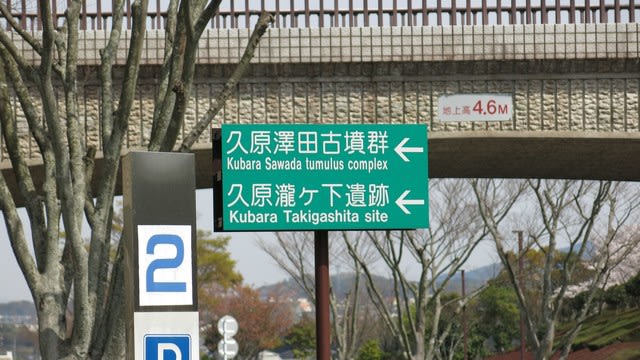 地上高4.6M
久原澤田古墳群
Kubara Sawada tumulus complex
久原瀧ヶ下遺跡
Kubara Takigashita site
2
P